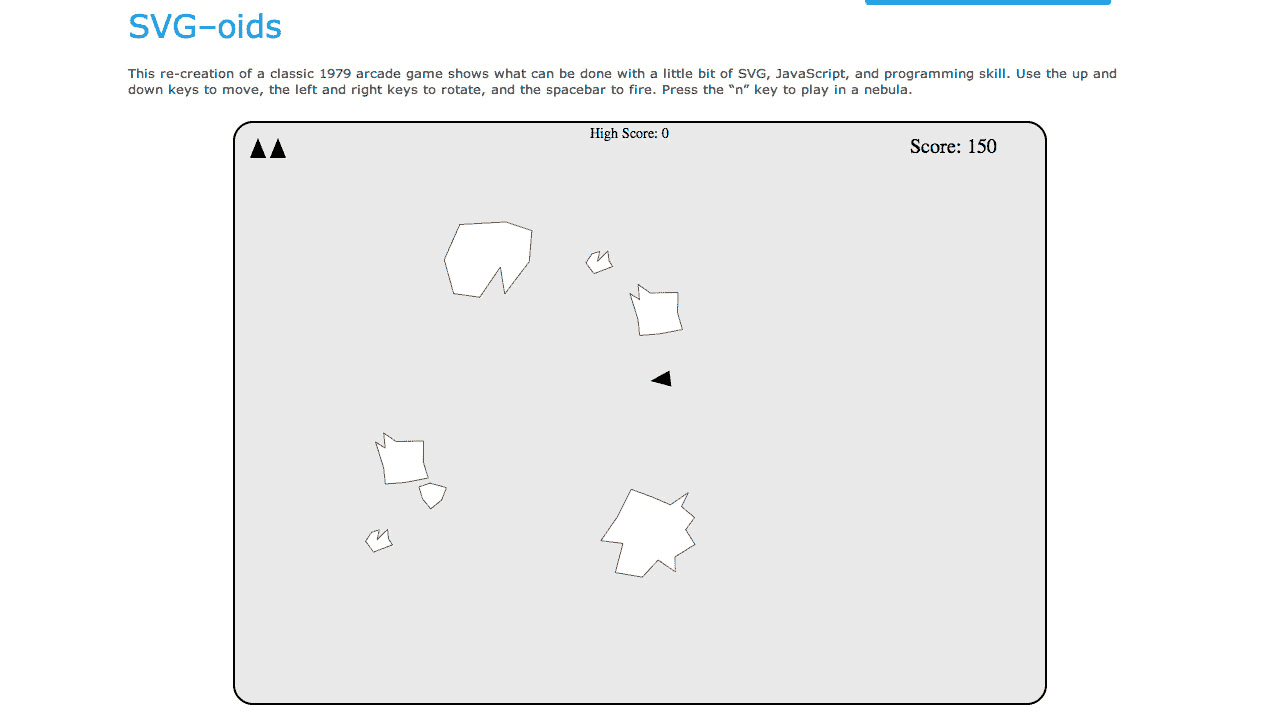 SVG–oids
This re-creation of a classic 1979 arcade game shows what can be done with a little bit of SVG, JavaScript, and programming skill. Use the up and
down keys to move, the left and right keys to rotate, and the spacebar to fire. Press the “n” key to play in a nebula.
High Score: 0
Score: 150